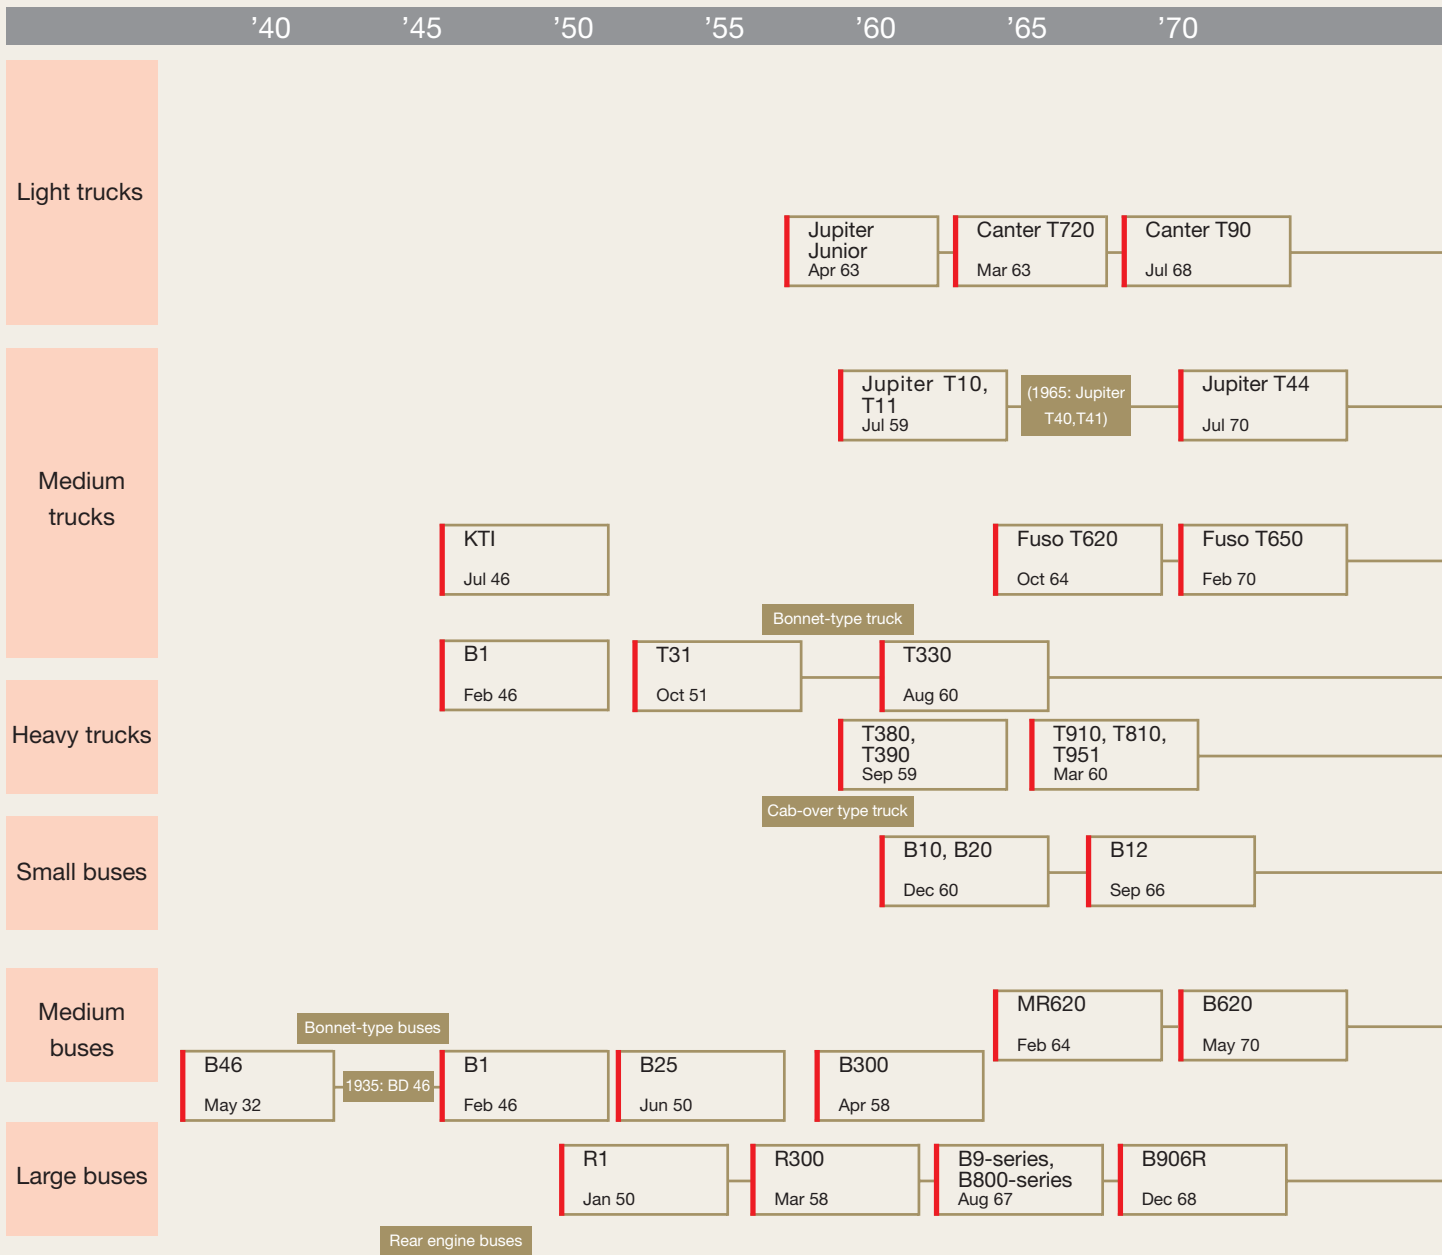 ’40 ’45 ’50 ’55 ’60 ’65 ’70
Light trucks
Jupiter
Junior
Apr 63
Canter T720
Mar 63
Canter T90
Jul 68
Medium
trucks
Jupiter T10,
T11
Jul 59
(1965: Jupiter
T40,T41)
Jupiter T44
Jul 70
KTI
Jul 46
Fuso T620
Oct 64
Fuso T650
Feb 70
Bonnet-type truck
B1
Feb 46
T31
Oct 51
T330
Aug 60
Heavy trucks
T380,
T390
Sep 59
T910, T810,
T951
Mar 60
Cab-over type truck
Small buses
B10, B20
Dec 60
B12
Sep 66
Medium
buses
MR620
Feb 64
B620
May 70
Bonnet-type buses
B46
May 32
1935: BD 46
B1
Feb 46
B25
Jun 50
B300
Apr 58
Large buses
R1
Jan 50
R300
Mar 58
B9-series,
B800-series
Aug 67
B906R
Dec 68
Rear engine buses